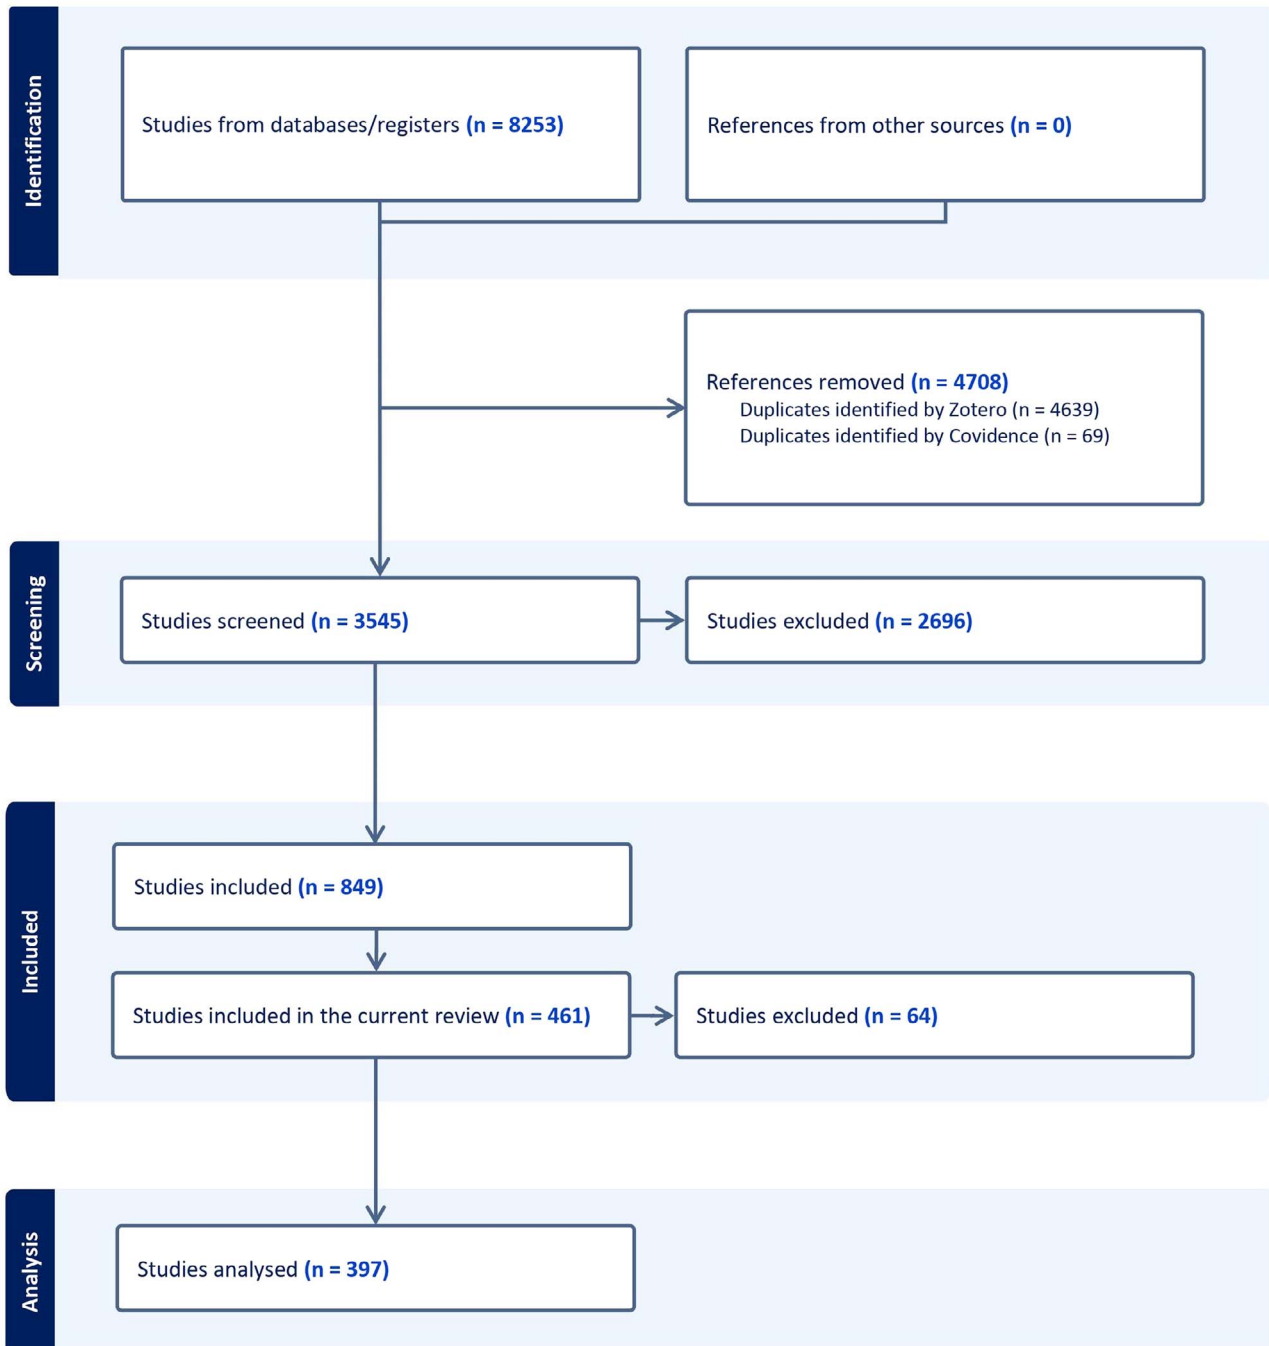 Identification
Studies from databases/registers (n = 8253)
References from other sources (n = 0)
References removed (n = 4708)
Duplicates identified by Zotero (n = 4639)
Duplicates identified by Covidence (n = 69)
Screening
Studies screened (n = 3545)
Studies excluded (n = 2696)
Included
Studies included (n = 849)
Studies included in the current review (n = 461)
Studies excluded (n = 64)
Analysis
Studies analysed (n = 397)